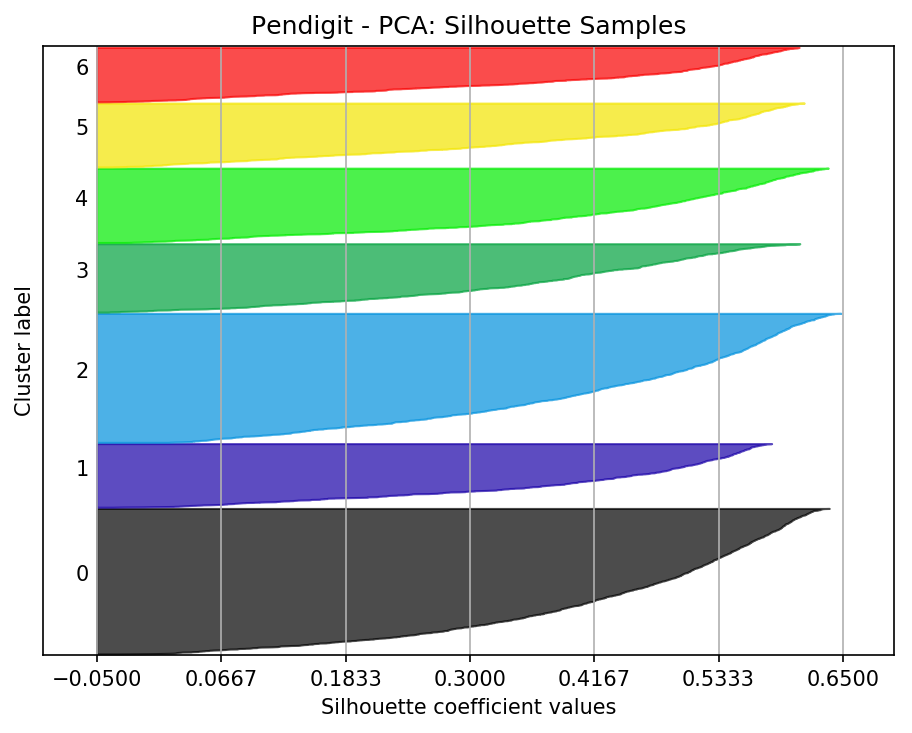 Pendigit - PCA: Silhouette Samples
6
5
4
3
2
1
0
Cluster label
−0.0500 0.0667 0.1833 0.3000 0.4167 0.5333 0.6500
Silhouette coefficient values